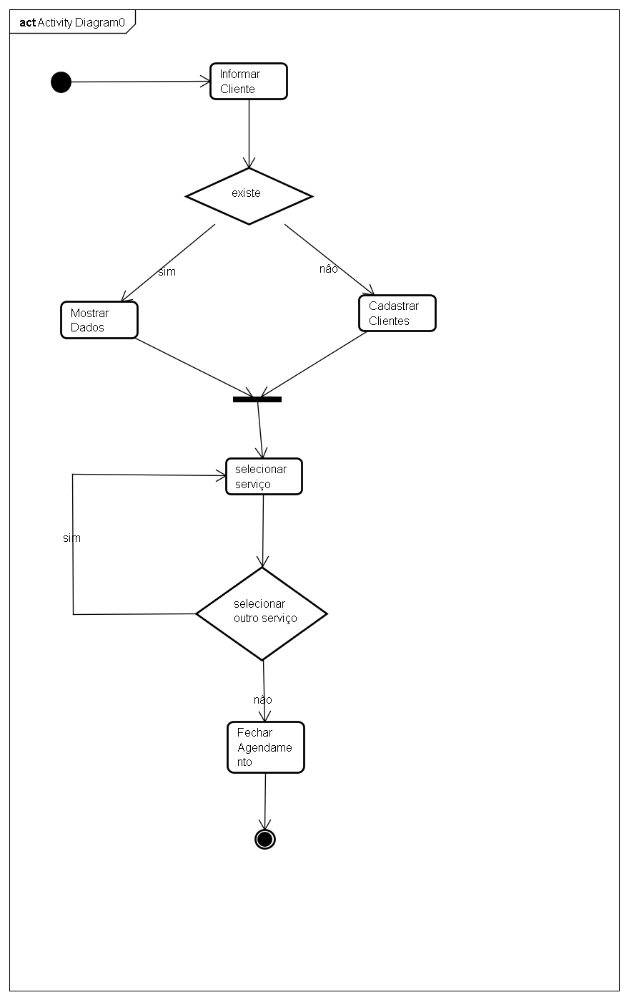 act Activity Diagram0
Informar
Cliente
existe
sim
não
Mostrar
Dados
Cadastrar
Clientes
selecionar
serviço
sim
selecionar
outro serviço
não
Fechar
Agendame
nto